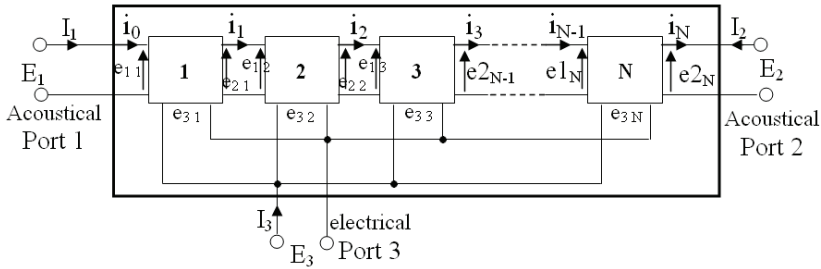 I₁ i₀ i₁ i₂ i₃ iN-1 iN I₂
E₁ e₁₁ 1 e₂₁ e₁₂ 2 e₂₂ e₁₃ 3 e2N-1 e1N N e2N E₂
Acoustical
Port 1
e₃₁ e₃₂ e₃₃ e₃N
Acoustical
Port 2
I₃ electrical
E₃ Port 3